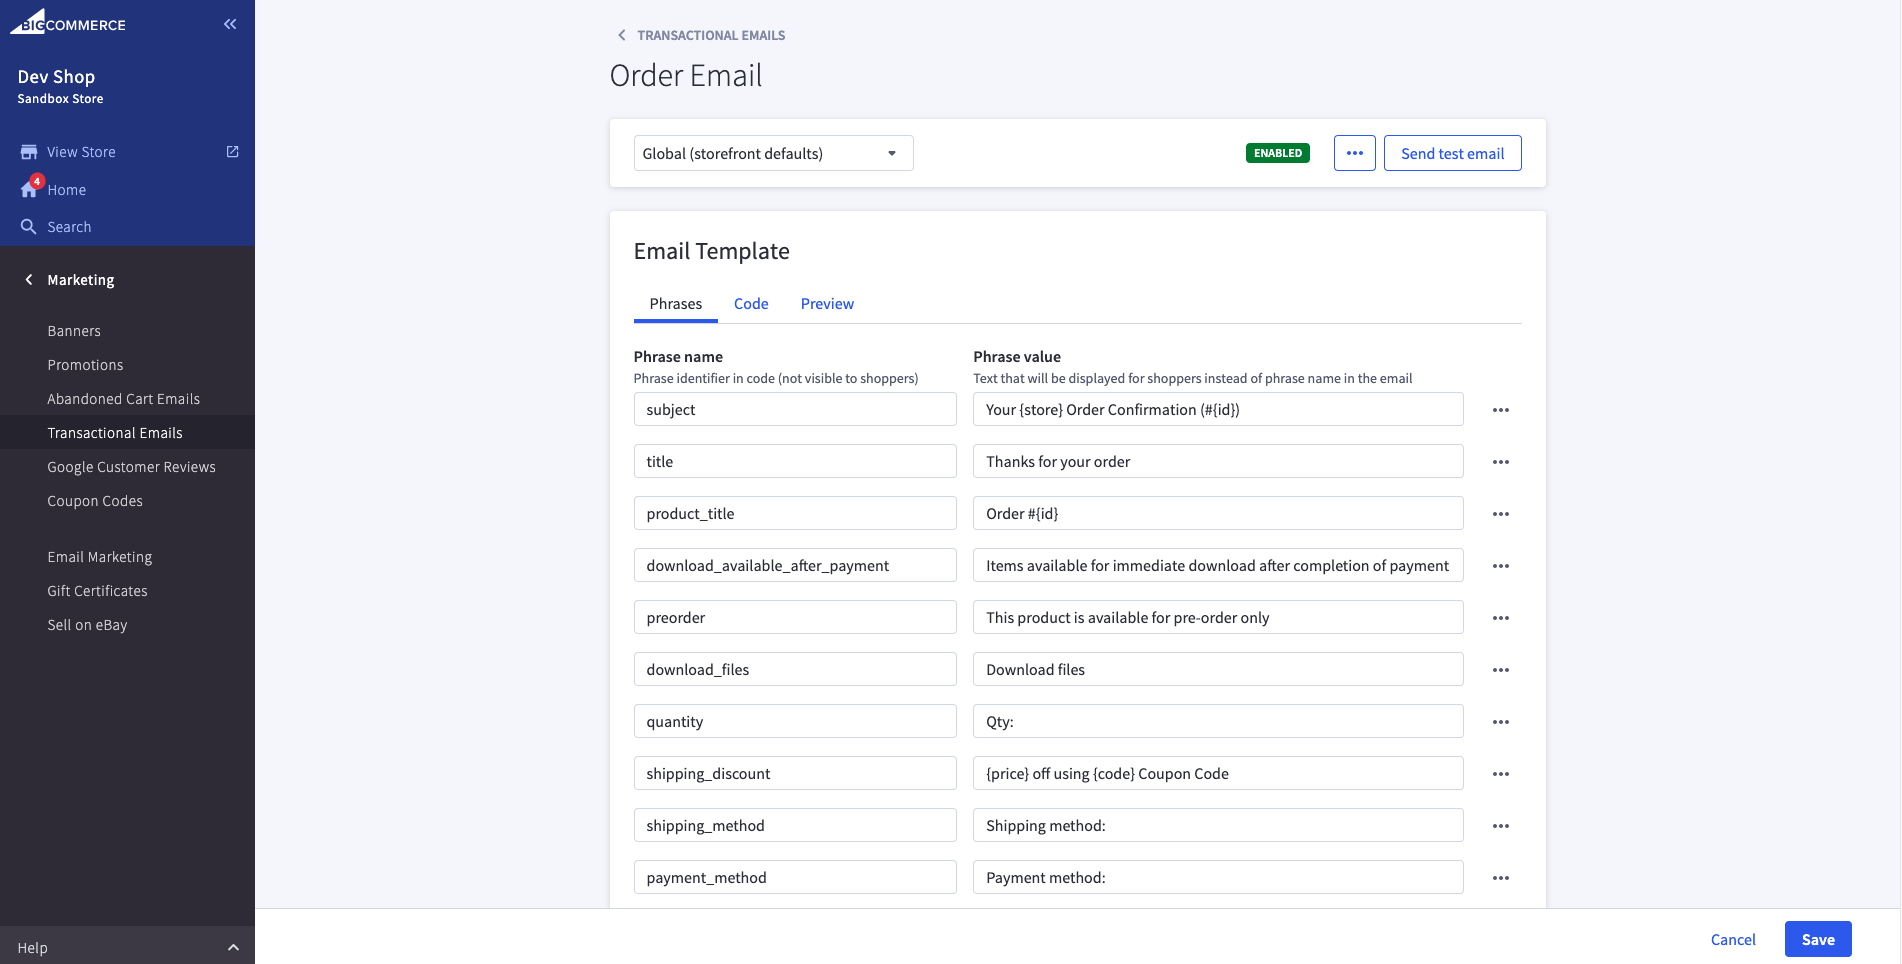 BIGCOMMERCE
Dev Shop
Sandbox Store
View Store
4
Home
Search
Marketing
Banners
Promotions
Abandoned Cart Emails
Transactional Emails
Google Customer Reviews
Coupon Codes
Email Marketing
Gift Certificates
Sell on eBay
Help
TRANSACTIONAL EMAILS
Order Email
Global (storefront defaults)
ENABLED
Send test email
Email Template
Phrases Code Preview
Phrase name Phrase value
Phrase identifier in code (not visible to shoppers) Text that will be displayed for shoppers instead of phrase name in the email
subject Your {store} Order Confirmation (#{id})
title Thanks for your order
product_title Order #{id}
download_available_after_payment Items available for immediate download after completion of payment
preorder This product is available for pre-order only
download_files Download files
quantity Qty:
shipping_discount {price} off using {code} Coupon Code
shipping_method Shipping method:
payment_method Payment method:
Cancel Save